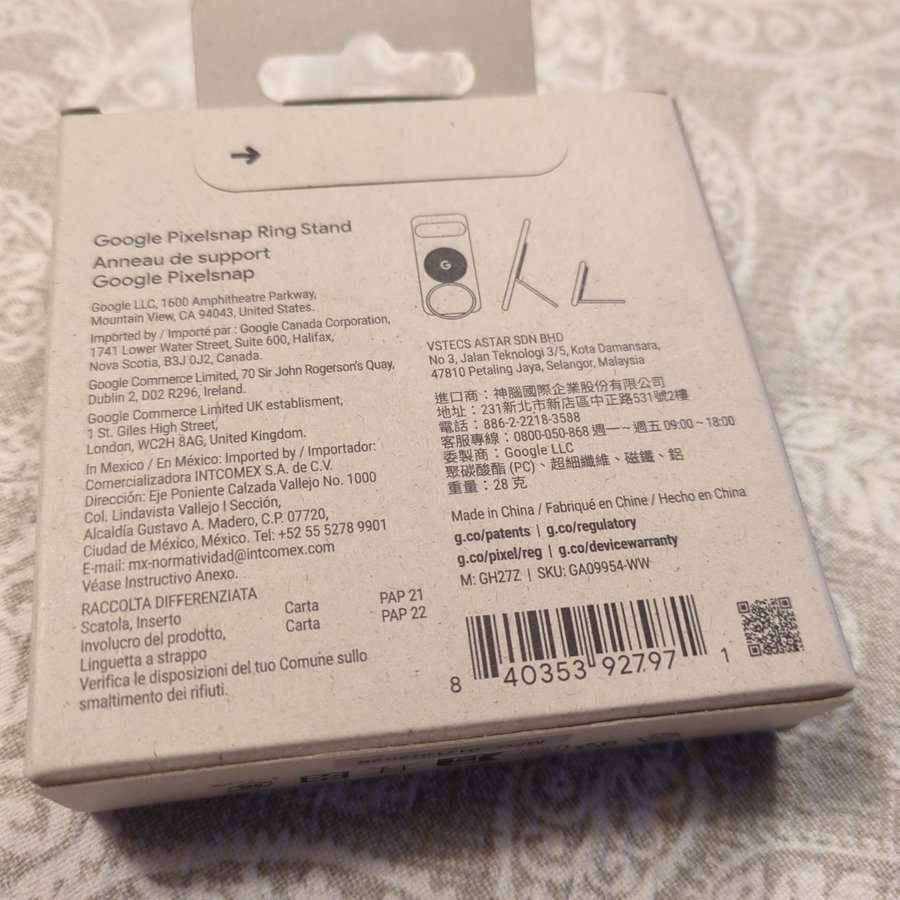 →
Google Pixelsnap Ring Stand
Anneau de support
Google Pixelsnap
Google LLC, 1600 Amphitheatre Parkway,
Mountain View, CA 94043, United States.
Imported by / Importé par : Google Canada Corporation,
1741 Lower Water Street, Suite 600, Halifax,
Nova Scotia, B3J 0J2, Canada.
Google Commerce Limited, 70 Sir John Rogerson's Quay,
Dublin 2, D02 R296, Ireland.
Google Commerce Limited UK establisment,
1 St. Giles High Street,
London, WC2H 8AG, United Kingdom.
In Mexico / En México: Imported by / Importador:
Comercializadora INTCOMEX S.A. de C.V.
Dirección: Eje Poniente Calzada Vallejo No. 1000
Col. Lindavista Vallejo I Sección,
Alcaldía Gustavo A. Madero, C.P. 07720,
Ciudad de México, México. Tel: +52 55 5278 9901
E-mail: mx-normatividad@intcomex.com
Véase Instructivo Anexo.
RACCOLTA DIFFERENZIATA
Scatola, Inserto Carta PAP 21
Involucro del prodotto, Carta PAP 22
Linguetta a strappo
Verifica le disposizioni del tuo Comune sullo
smaltimento dei rifiuti.
G
VSTECS ASTAR SDN BHD
No 3, Jalan Teknologi 3/5, Kota Damansara,
47810 Petaling Jaya, Selangor, Malaysia
進口商：神腦國際企業股份有限公司
地址：231新北市新店區中正路531號2樓
電話：886-2-2218-3588
客服專線：0800-050-868 週一～週五 09:00～18:00
委製商：Google LLC
聚碳酸酯 (PC)、超細纖維、磁鐵、鋁
重量：28 克
Made in China / Fabriqué en Chine / Hecho en China
g.co/patents | g.co/regulatory
g.co/pixel/reg | g.co/devicewarranty
M: GH27Z | SKU: GA09954-WW
8 40353 92797 1